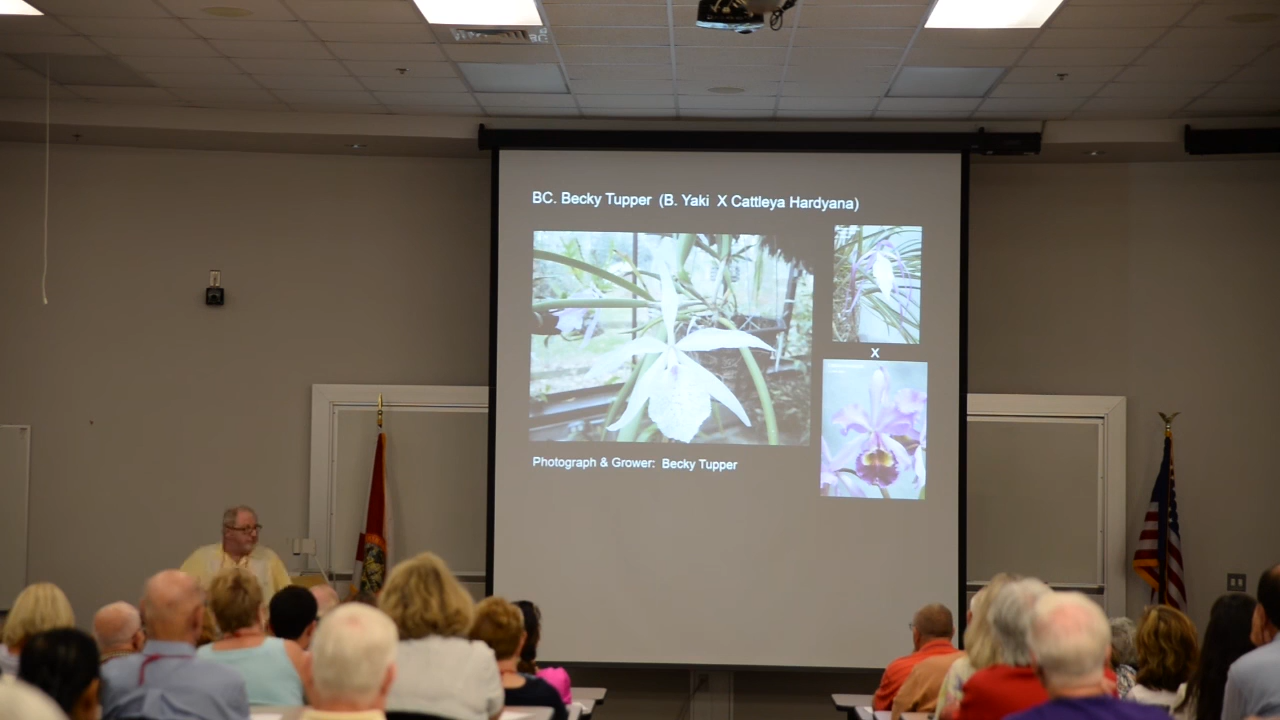 BC. Becky Tupper (B. Yaki X Cattleya Hardyana)
X
Photograph & Grower: Becky Tupper